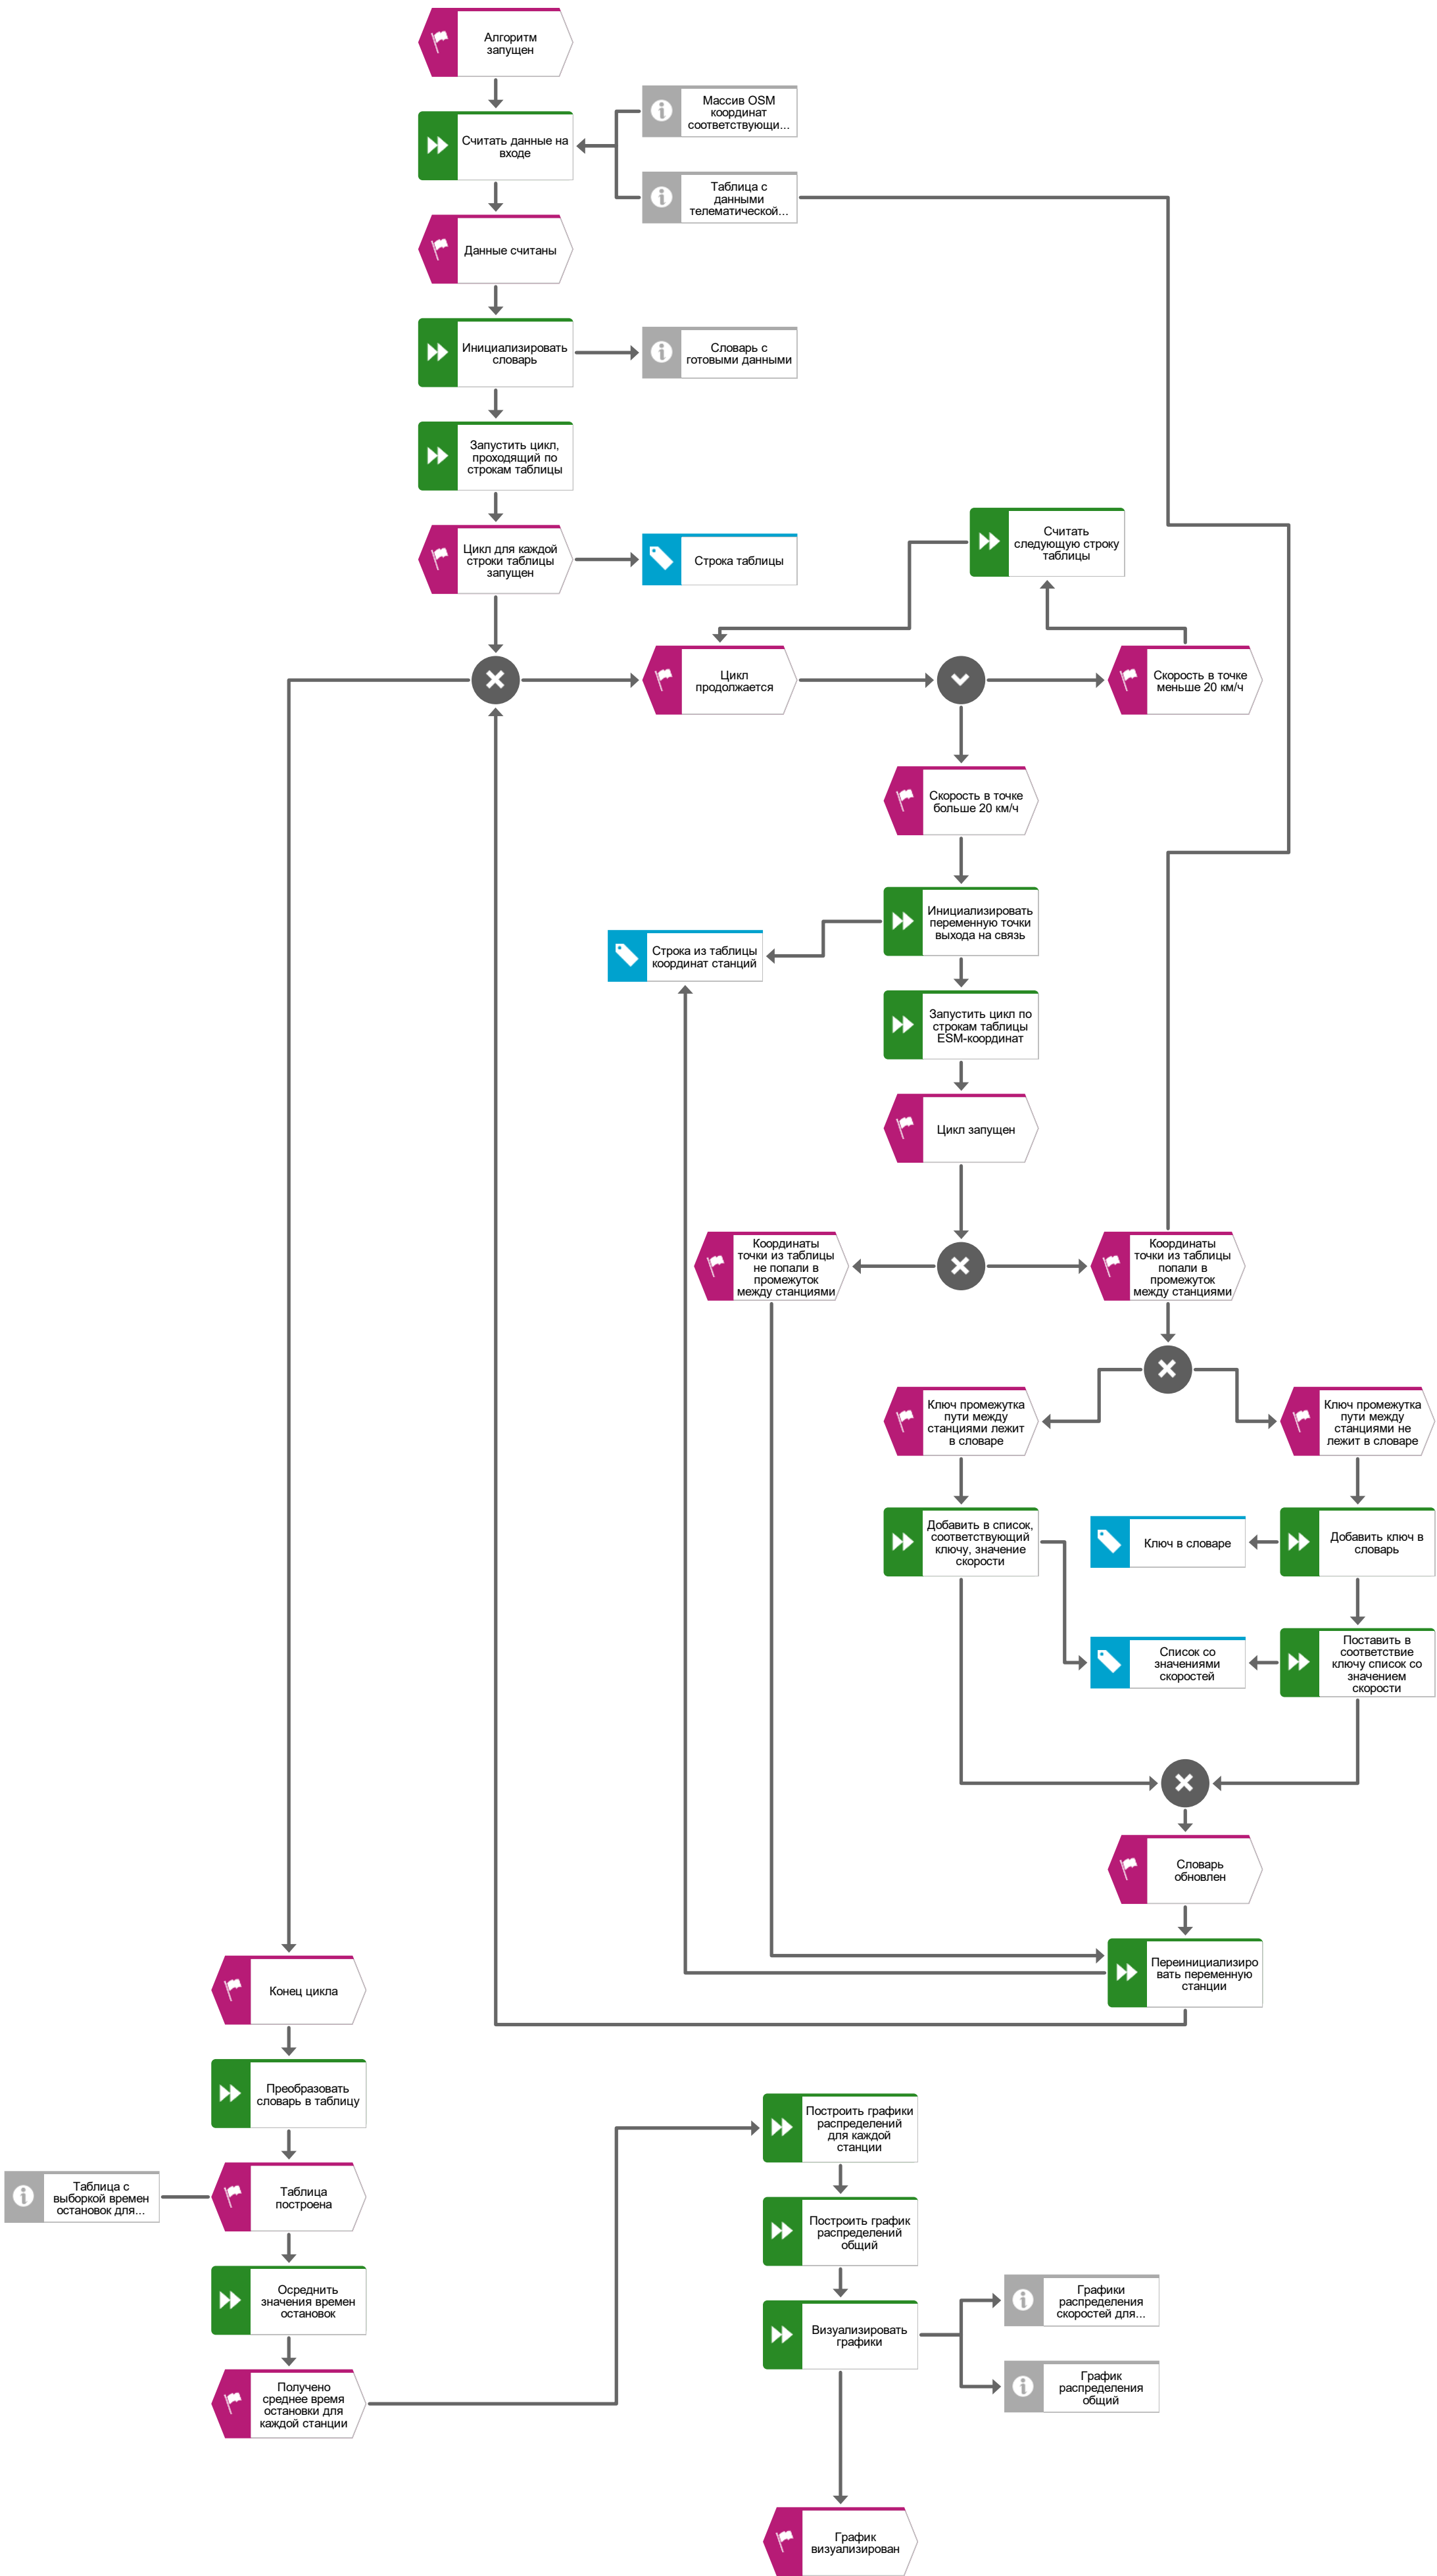 Алгоритм
запущен
Массив OSM
координат
соответствующи...
Считать данные на
входе
Таблица с
данными
телематической...
Данные считаны
Инициализировать
словарь
Словарь с
готовыми данными
Запустить цикл,
проходящий по
строкам таблицы
Цикл для каждой
строки таблицы
запущен
Строка таблицы
Считать
следующую строку
таблицы
Цикл
продолжается
Скорость в точке
меньше 20 км/ч
Скорость в точке
больше 20 км/ч
Инициализировать
переменную точки
выхода на связь
Строка из таблицы
координат станций
Запустить цикл по
строкам таблицы
ESM-координат
Цикл запущен
Координаты
точки из таблицы
не попали в
промежуток
между станциями
Координаты
точки из таблицы
попали в
промежуток
между станциями
Ключ промежутка
пути между
станциями лежит
в словаре
Ключ промежутка
пути между
станциями не
лежит в словаре
Добавить в список,
соответствующий
ключу, значение
скорости
Ключ в словаре
Добавить ключ в
словарь
Список со
значениями
скоростей
Поставить в
соответствие
ключу список со
значением
скорости
Словарь
обновлен
Переинициализиро
вать переменную
станции
Конец цикла
Преобразовать
словарь в таблицу
Таблица с
выборкой времен
остановок для...
Таблица
построена
Осреднить
значения времен
остановок
Получено
среднее время
остановки для
каждой станции
Построить графики
распределений
для каждой
станции
Построить график
распределений
общий
Визуализировать
графики
Графики
распределения
скоростей для...
График
распределения
общий
График
визуализирован